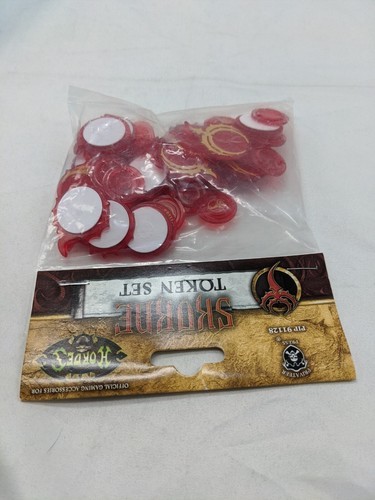 OFFICIAL GAMING ACCESSORIES FOR
HORDES
PRIVATEER
PRESS
PIP 91128
SKORNE
TOKEN SET